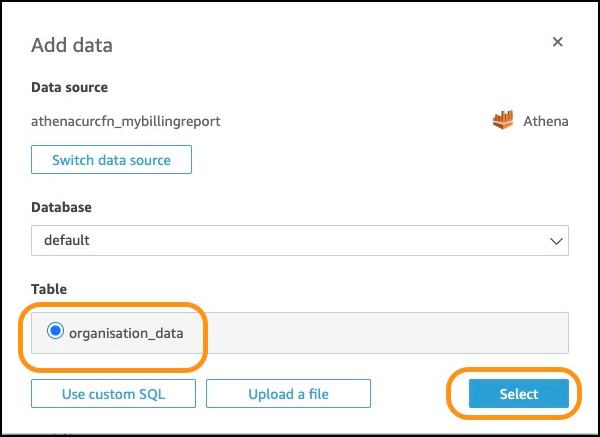 Add data
Data source
athenacurcfn_mybillingreport
Athena
Switch data source
Database
default
Table
organisation_data
Use custom SQL
Upload a file
Select